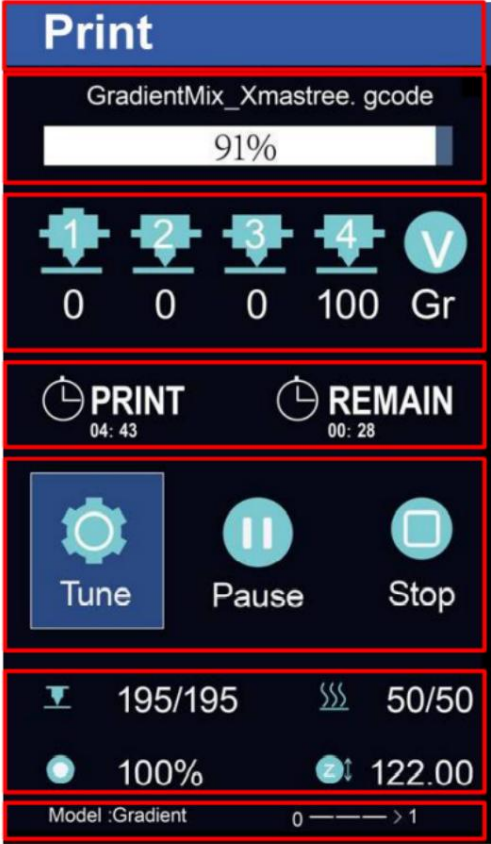 Print
GradientMix_Xmastree. gcode
91%
1 2 3 4 V
0 0 0 100 Gr
PRINT REMAIN
04: 43 00: 28
Tune Pause Stop
195/195 50/50
100% Z 122.00
Model :Gradient 0 — — — > 1